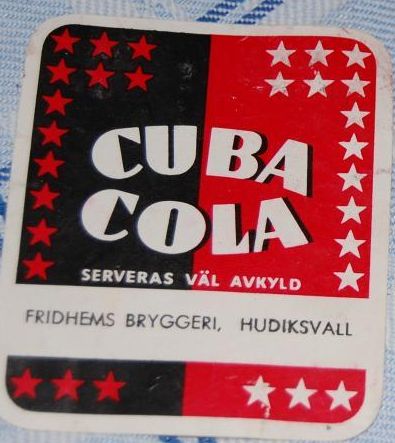 CUBA
COLA
SERVERAS VÄL AVKYLD
FRIDHEMS BRYGGERI, HUDIKSVALL